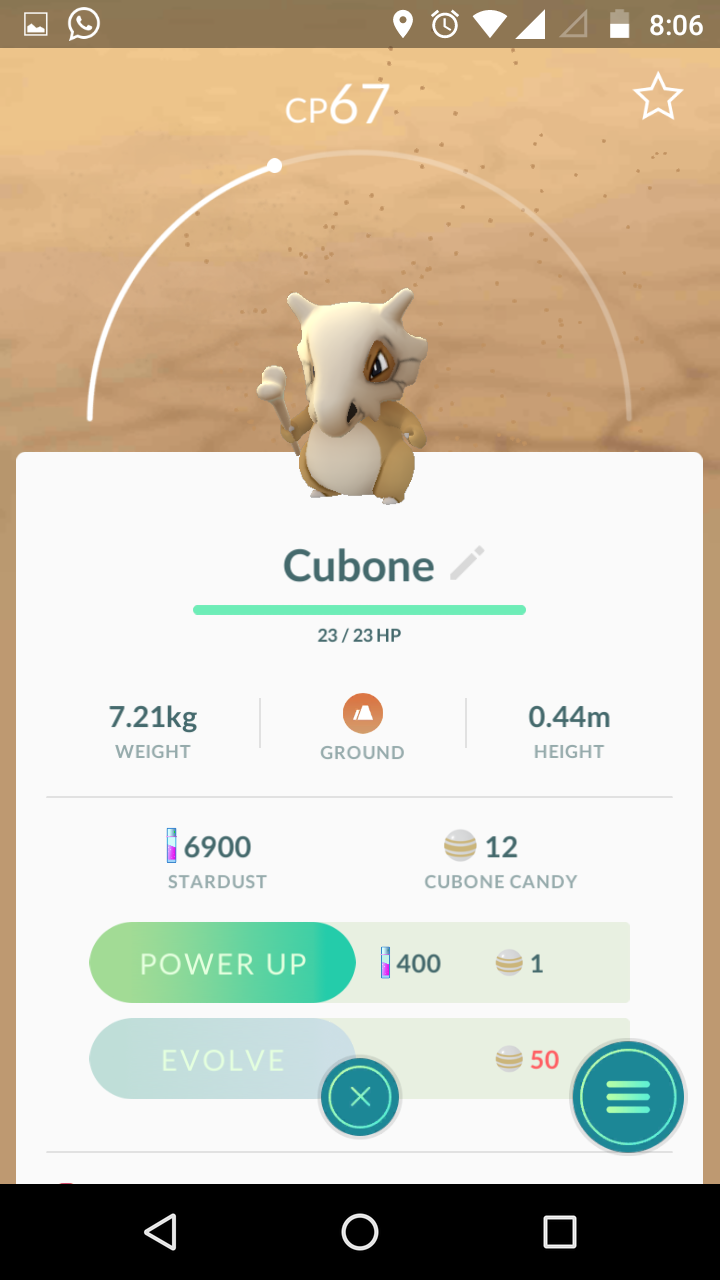 8:06
CP67
Cubone
23 / 23 HP
7.21kg
WEIGHT
GROUND
0.44m
HEIGHT
6900
STARDUST
12
CUBONE CANDY
POWER UP 400 1
EVOLVE 50